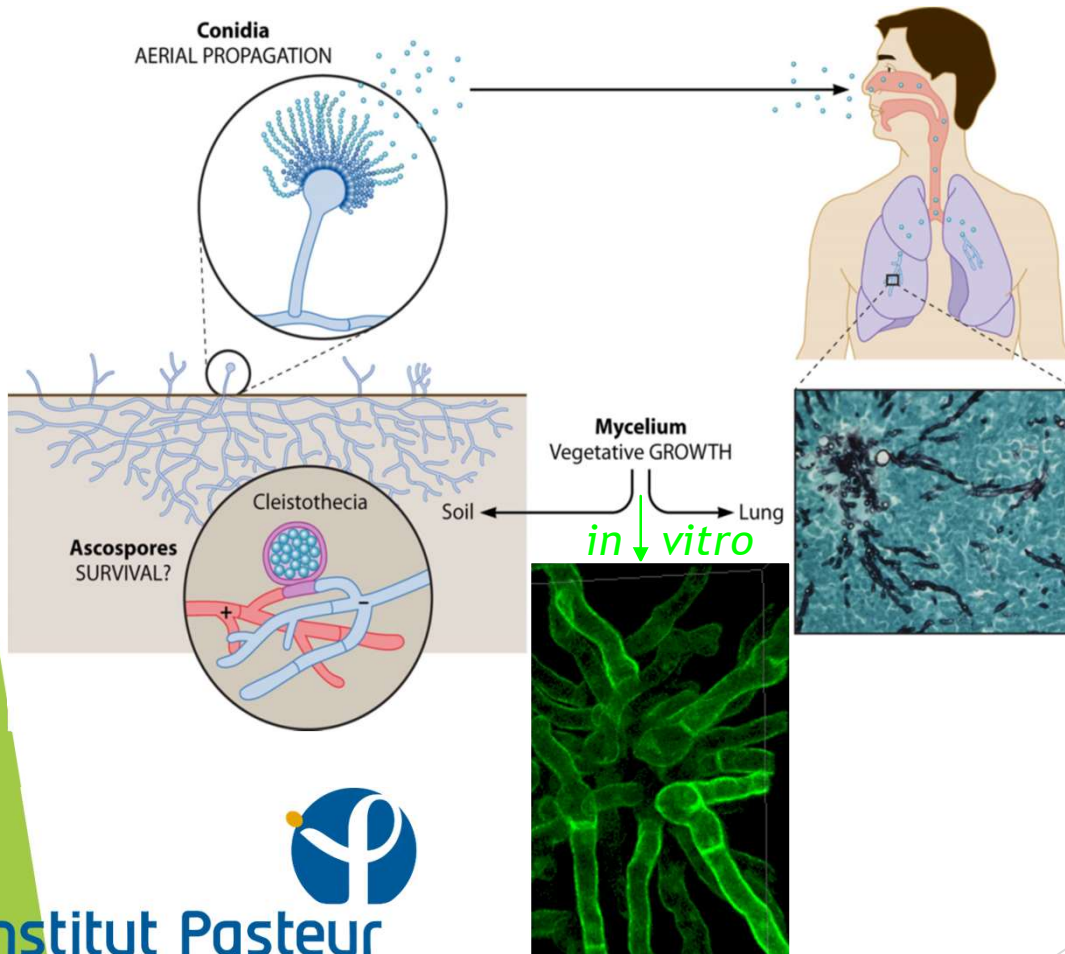 Conidia
AERIAL PROPAGATION
Mycelium
Vegetative GROWTH
Soil
Lung
in vitro
Cleistothecia
Ascospores
SURVIVAL?
+
–
nstitut Pasteur